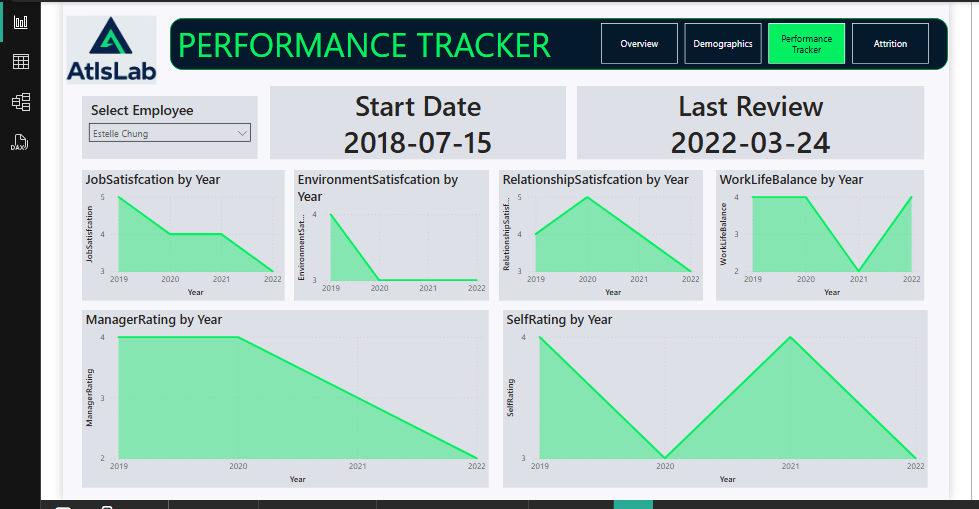 AtlsLab
PERFORMANCE TRACKER
Overview
Demographics
Performance
Tracker
Attrition
DAX
Select Employee
Estelle Chung
Start Date
2018-07-15
Last Review
2022-03-24
JobSatisfcation by Year
JobSatisfcation
5
4
3
2019 2020 2021 2022
Year
EnvironmentSatisfcation by
Year
EnvironmentSat...
4
3
2019 2020 2021 2022
Year
RelationshipSatisfcation by Year
RelationshipSatisf...
5
4
3
2019 2020 2021 2022
Year
WorkLifeBalance by Year
WorkLifeBalance
4
3
2
2019 2020 2021 2022
Year
ManagerRating by Year
ManagerRating
4
3
2
2019 2020 2021 2022
Year
SelfRating by Year
SelfRating
4
3
2019 2020 2021 2022
Year